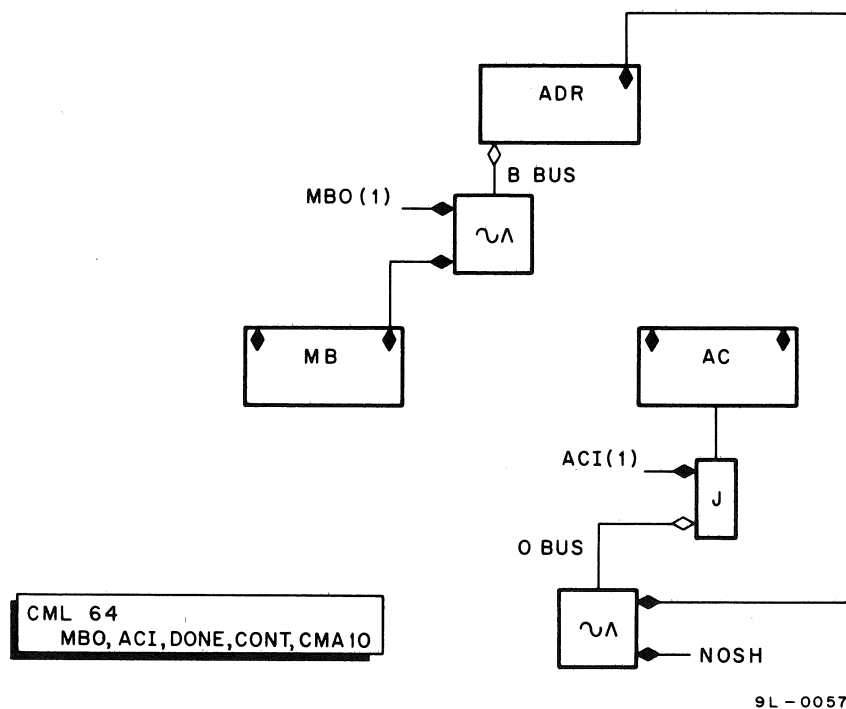 ADR
B BUS
MBO(1)
∿Λ
MB
AC
ACI(1)
J
O BUS
CML 64
MBO, ACI, DONE, CONT, CMA10
∿Λ
NOSH
9L-0057